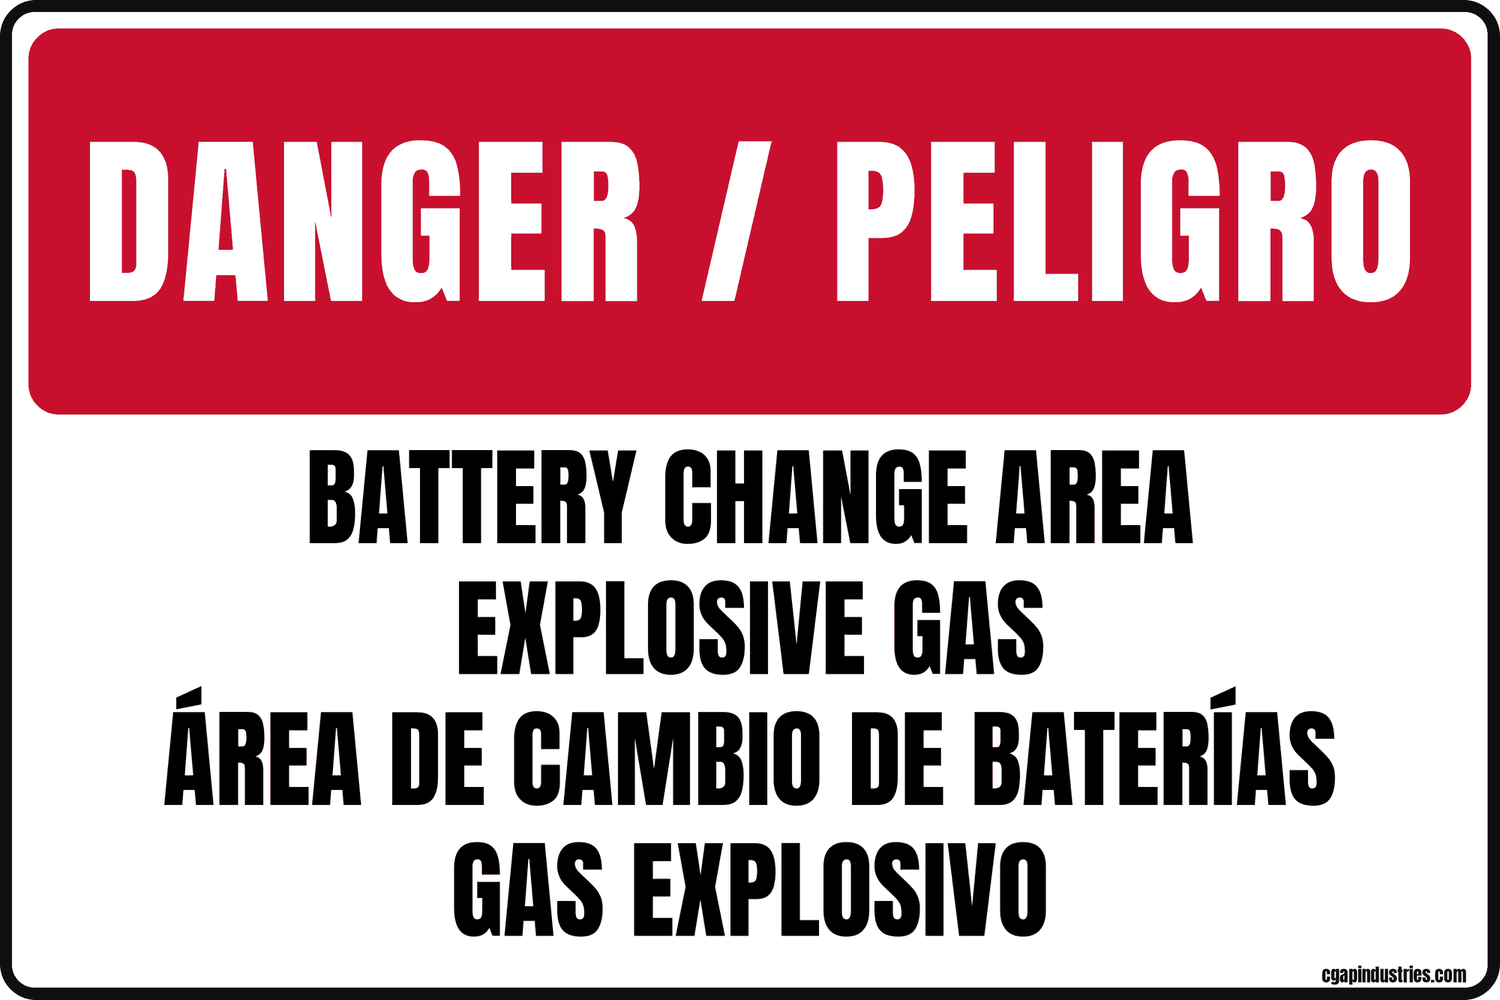 DANGER / PELIGRO
BATTERY CHANGE AREA
EXPLOSIVE GAS
ÁREA DE CAMBIO DE BATERÍAS
GAS EXPLOSIVO
cgapindustries.com